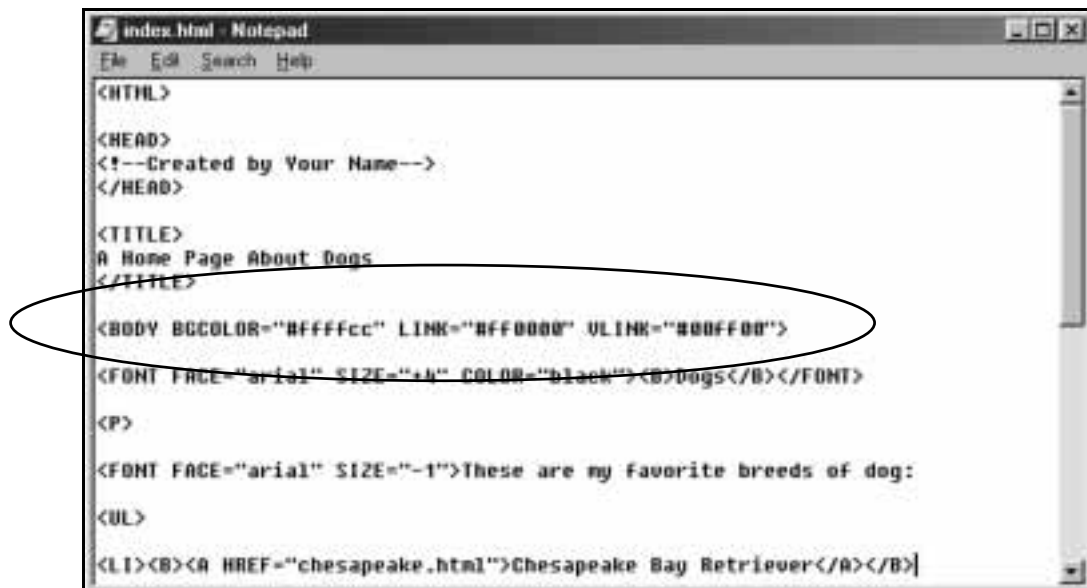 index.html - Notepad
File Edit Search Help
<HTML>
<HEAD>
<!--Created by Your Name-->
</HEAD>
<TITLE>
A Home Page About Dogs
</TITLE>
<BODY BGCOLOR="#ffffcc" LINK="#ff0000" VLINK="#00ff00">
<FONT FACE="arial" SIZE="+4" COLOR="black"><B>Dogs</B></FONT>
<P>
<FONT FACE="arial" SIZE="-1">These are my favorite breeds of dog:
<UL>
<LI><B><A HREF="chesapeake.html">Chesapeake Bay Retriever</A></B>